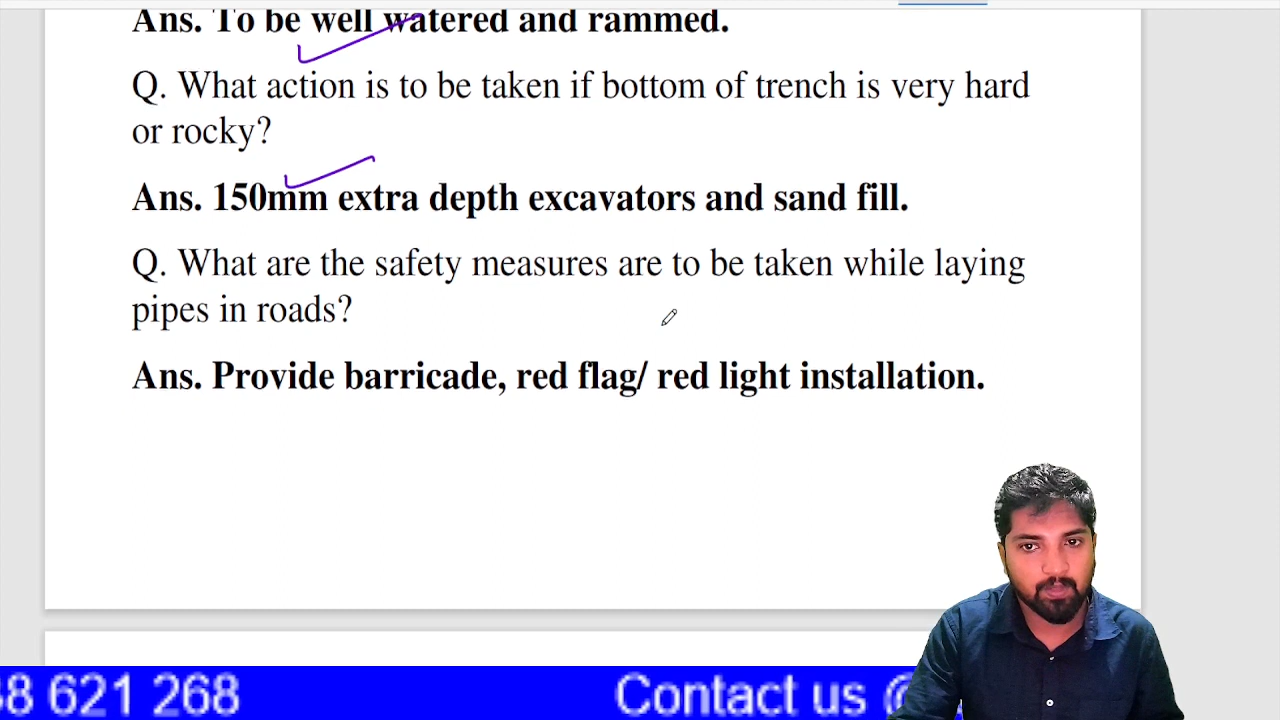 Ans. To be well watered and rammed.
Q. What action is to be taken if bottom of trench is very hard
or rocky?
Ans. 150mm extra depth excavators and sand fill.
Q. What are the safety measures are to be taken while laying
pipes in roads?
Ans. Provide barricade, red flag/ red light installation.
8 621 268 Contact us @